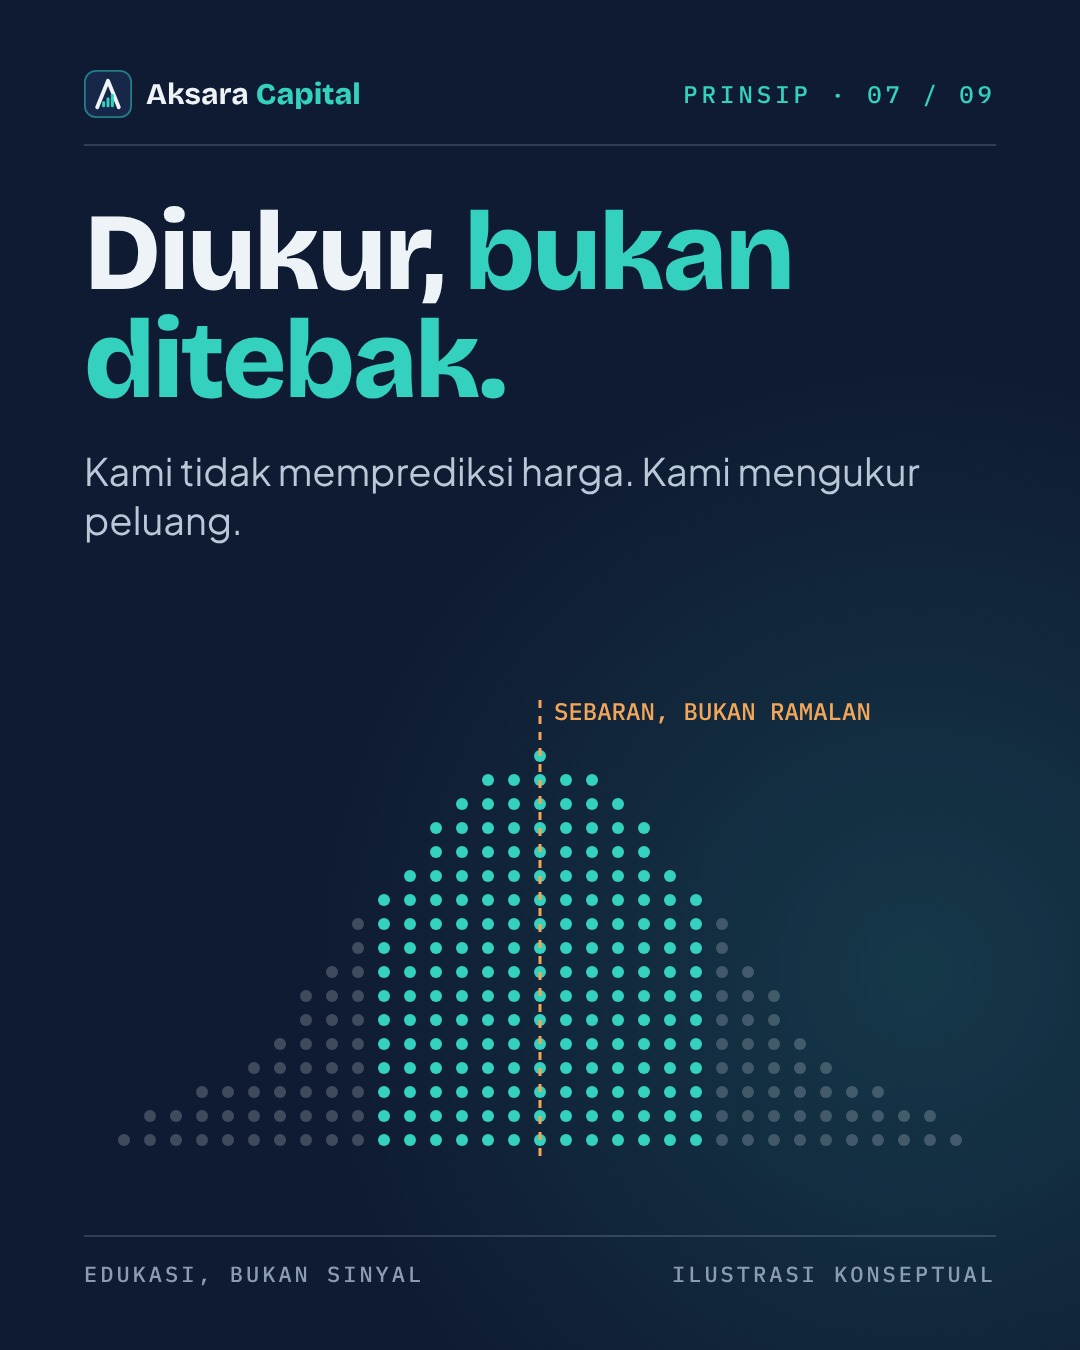 Aksara Capital
PRINSIP · 07 / 09
Diukur, bukan
ditebak.
Kami tidak memprediksi harga. Kami mengukur
peluang.
SEBARAN, BUKAN RAMALAN
EDUKASI, BUKAN SINYAL
ILUSTRASI KONSEPTUAL